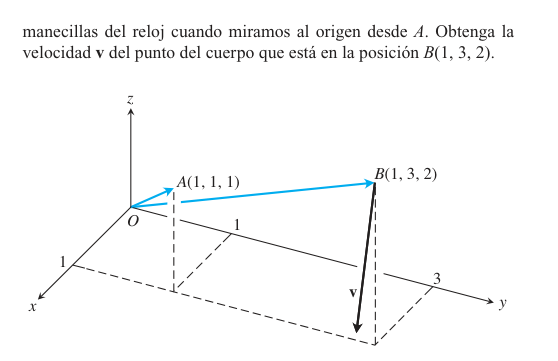 manecillas del reloj cuando miramos al origen desde A. Obtenga la
velocidad v del punto del cuerpo que está en la posición B(1, 3, 2).
z
A(1, 1, 1)
B(1, 3, 2)
O
1
1
3
v
x
y